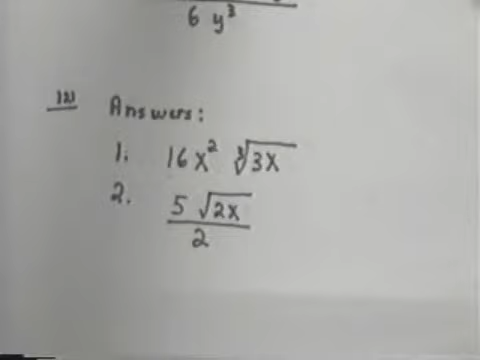 6 y³
Answers:
1. 16x² ∛3x
2. 5 √2x
2